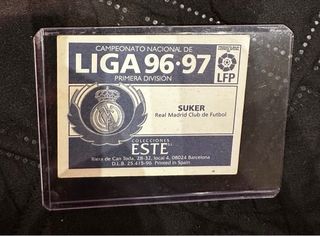 CAMPEONATO NACIONAL DE
LIGA 96·97
PRIMERA DIVISIÓN
LFP
SUKER
Real Madrid Club de Futbol
COLECCIONES
ESTE
Riera de Can Toda, 28-32, local 4, 08024 Barcelona
D.L.B. 25.415-96. Printed in Spain